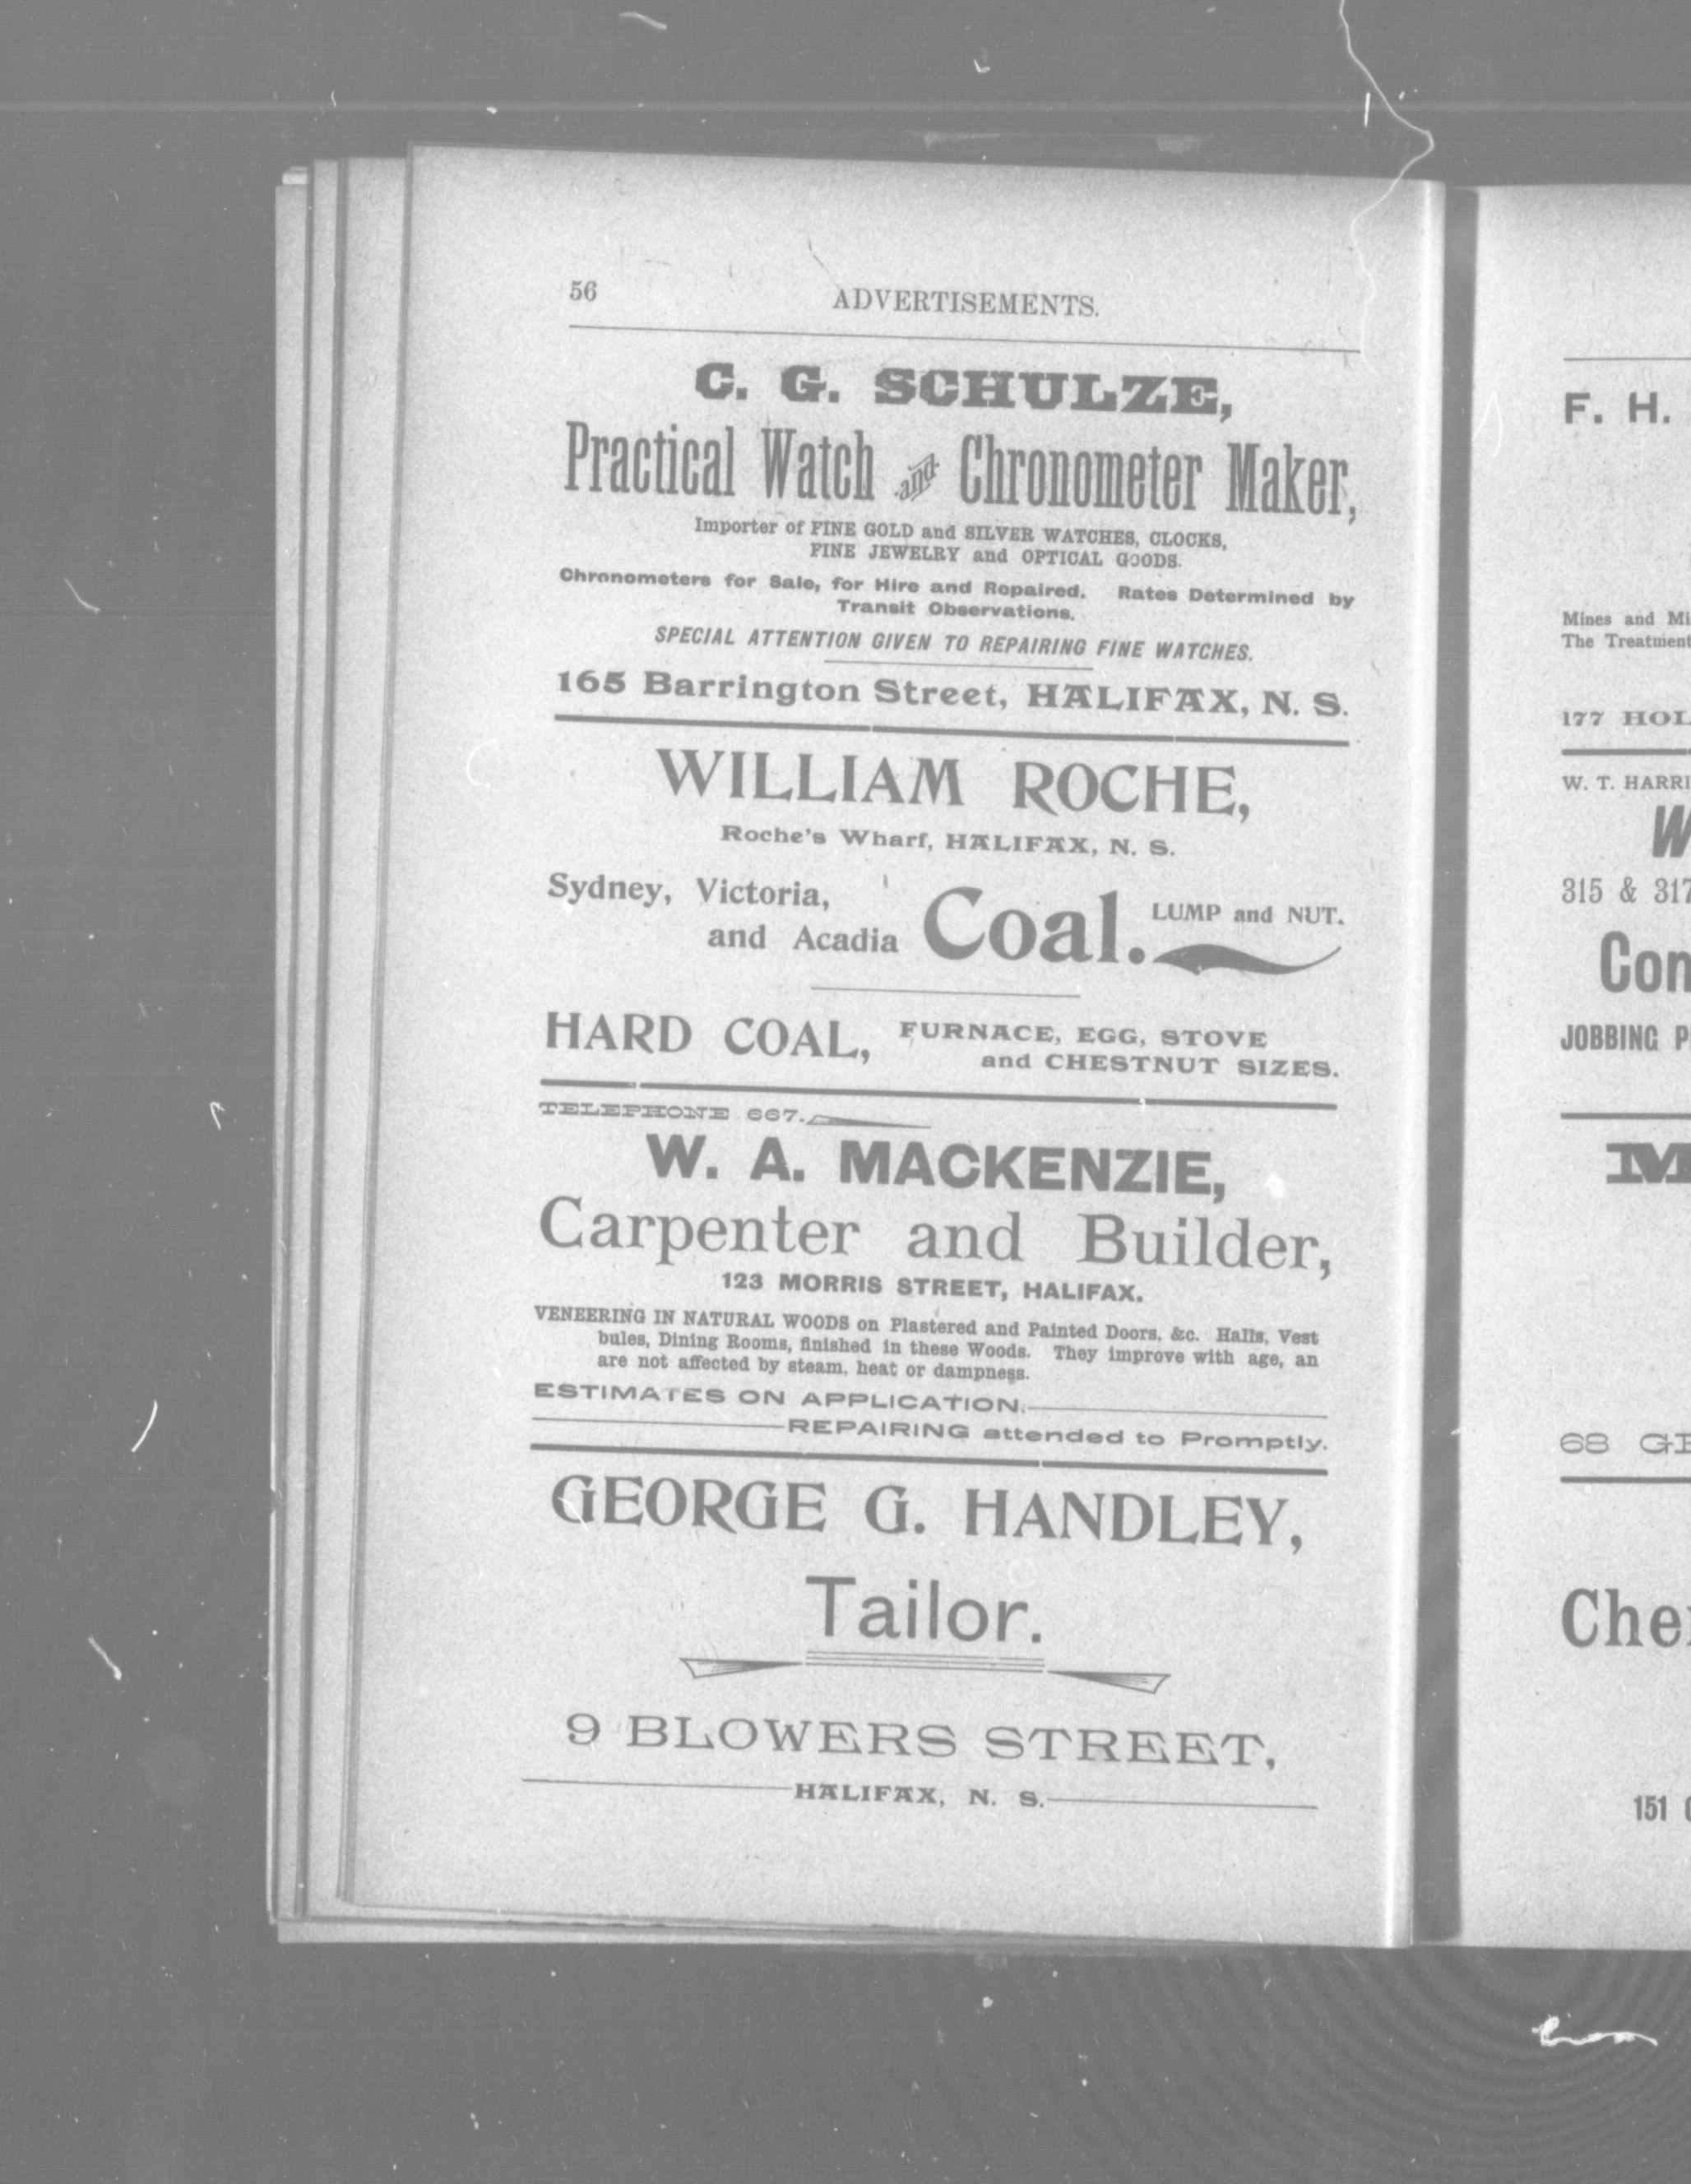 56
ADVERTISEMENTS.
C. G. SCHULZE,
Practical Watch and Chronometer Maker,
Importer of FINE GOLD and SILVER WATCHES, CLOCKS,
FINE JEWELRY and OPTICAL GOODS.
Chronometers for Sale, for Hire and Repaired. Rates Determined by
Transit Observations.
SPECIAL ATTENTION GIVEN TO REPAIRING FINE WATCHES.
165 Barrington Street, HALIFAX, N. S.
WILLIAM ROCHE,
Roche's Wharf, HALIFAX, N. S.
Sydney, Victoria,
and Acadia Coal. LUMP and NUT.
HARD COAL, FURNACE, EGG, STOVE
and CHESTNUT SIZES.
TELEPHONE 667.
W. A. MACKENZIE,
Carpenter and Builder,
123 MORRIS STREET, HALIFAX.
VENEERING IN NATURAL WOODS on Plastered and Painted Doors, &c. Halls, Vest
bules, Dining Rooms, finished in these Woods. They improve with age, an
are not affected by steam, heat or dampness.
ESTIMATES ON APPLICATION.
REPAIRING attended to Promptly.
GEORGE G. HANDLEY,
Tailor.
9 BLOWERS STREET,
HALIFAX, N. S.
F. H.
Mines and Mi
The Treatment
177 HOL
W. T. HARRI
W
315 & 317
Con
JOBBING P
M
68 GE
Che
151